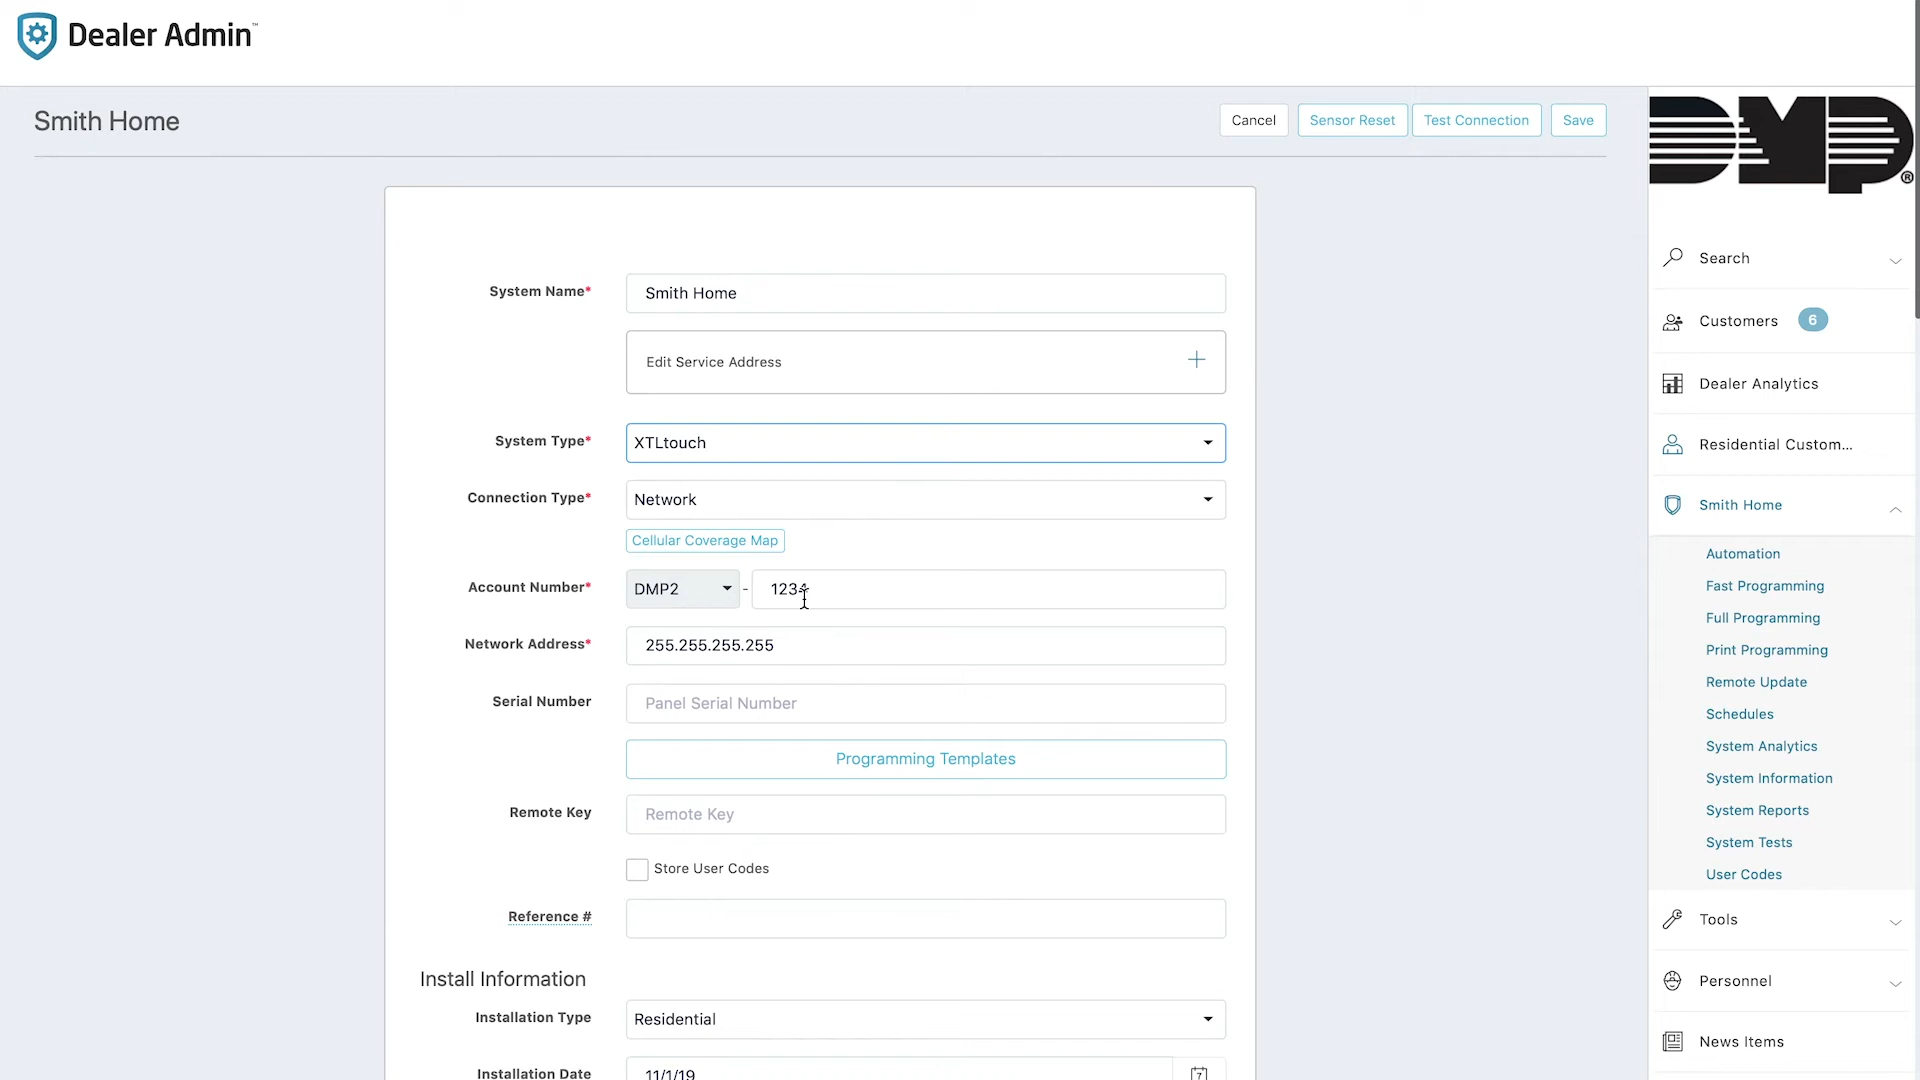 Dealer Admin™
Smith Home
Cancel
Sensor Reset
Test Connection
Save
DMP®
System Name*
Smith Home
Edit Service Address
System Type*
XTLtouch
Connection Type*
Network
Cellular Coverage Map
Account Number*
DMP2
-
1234
Network Address*
255.255.255.255
Serial Number
Panel Serial Number
Programming Templates
Remote Key
Remote Key
Store User Codes
Reference #
Install Information
Installation Type
Residential
Installation Date
11/1/19
7
Search
Customers 6
Dealer Analytics
Residential Custom...
Smith Home
Automation
Fast Programming
Full Programming
Print Programming
Remote Update
Schedules
System Analytics
System Information
System Reports
System Tests
User Codes
Tools
Personnel
News Items